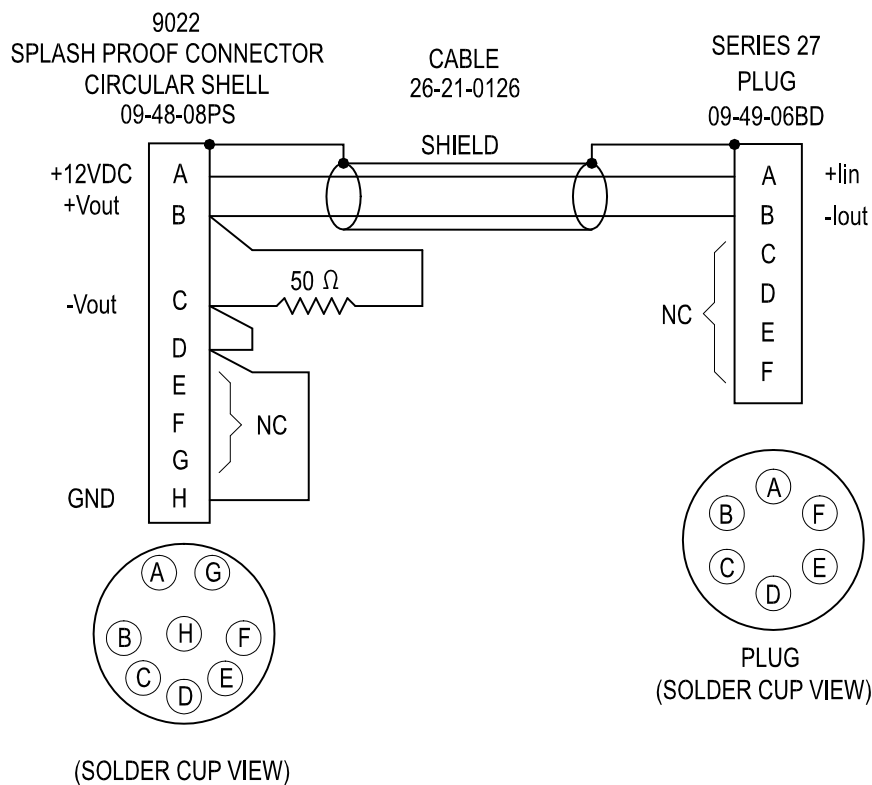 9022
SPLASH PROOF CONNECTOR
CIRCULAR SHELL
09-48-08PS
CABLE
26-21-0126
SERIES 27
PLUG
09-49-06BD
SHIELD
+12VDC
A
+Vout
B
-Vout
C
50 Ω
D
E
F
NC
G
GND
H
A
+Iin
B
-Iout
C
D
NC
E
F
A
G
B
H
F
C
E
D
(SOLDER CUP VIEW)
A
B
F
C
E
D
PLUG
(SOLDER CUP VIEW)